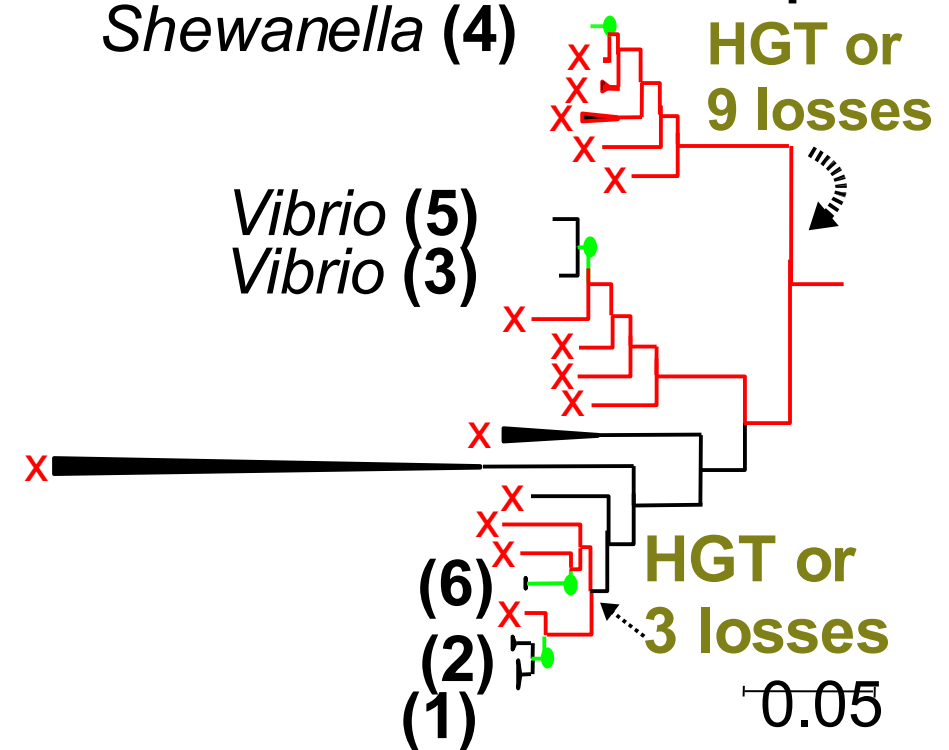 Shewanella (4)
HGT or
9 losses
X
X
X
X
X
Vibrio (5)
Vibrio (3)
X
X
X
X
X
X
X
X
X
HGT or
3 losses
(6)
X
(2)
(1)
0.05